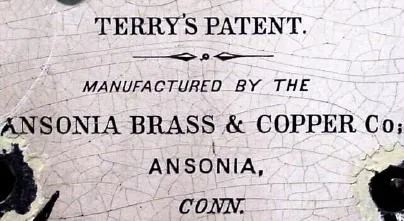 TERRY'S PATENT.
MANUFACTURED BY THE
ANSONIA BRASS & COPPER Co;
ANSONIA,
CONN.